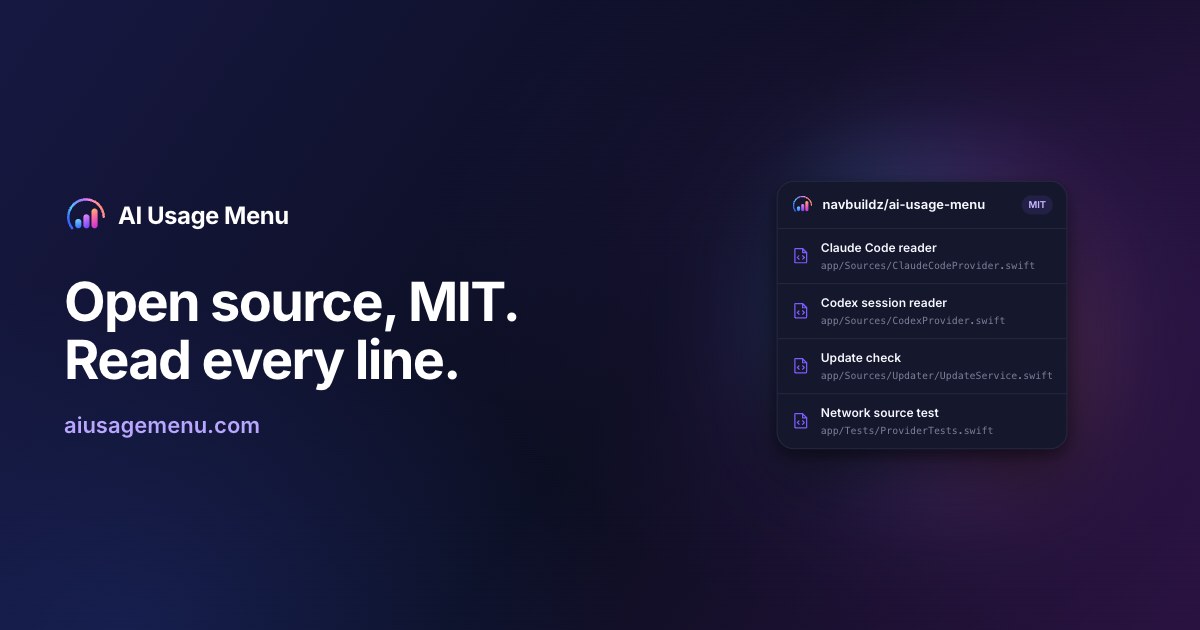 AI Usage Menu
Open source, MIT.
Read every line.
aiusagemenu.com
navbuildz/ai-usage-menu MIT
Claude Code reader
app/Sources/ClaudeCodeProvider.swift
Codex session reader
app/Sources/CodexProvider.swift
Update check
app/Sources/Updater/UpdateService.swift
Network source test
app/Tests/ProviderTests.swift